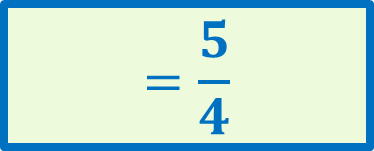 = 5/4